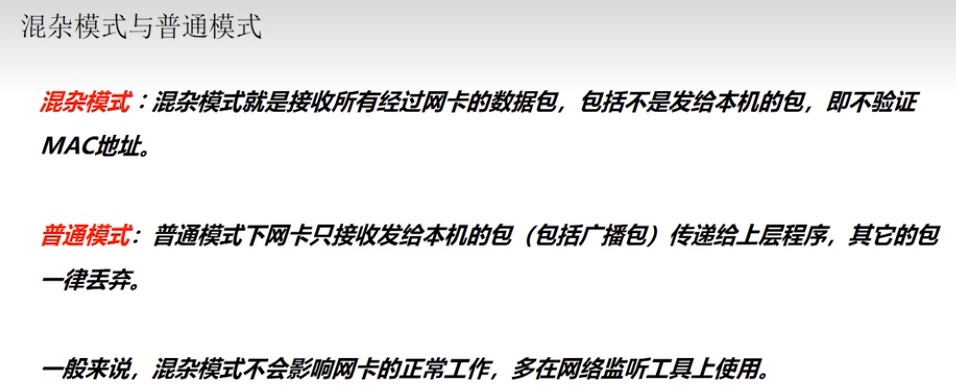 混杂模式与普通模式
混杂模式：混杂模式就是接收所有经过网卡的数据包，包括不是发给本机的包，即不验证
MAC地址。
普通模式：普通模式下网卡只接收发给本机的包（包括广播包）传递给上层程序，其它的包
一律丢弃。
一般来说，混杂模式不会影响网卡的正常工作，多在网络监听工具上使用。